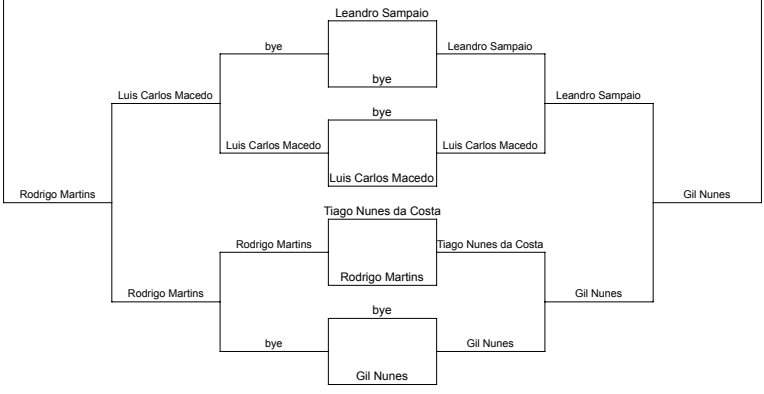 Leandro Sampaio
bye
Leandro Sampaio
bye
Luis Carlos Macedo
Leandro Sampaio
bye
Luis Carlos Macedo
Luis Carlos Macedo
Luis Carlos Macedo
Rodrigo Martins
Gil Nunes
Tiago Nunes da Costa
Rodrigo Martins
Tiago Nunes da Costa
Rodrigo Martins
Rodrigo Martins
Gil Nunes
bye
bye
Gil Nunes
Gil Nunes